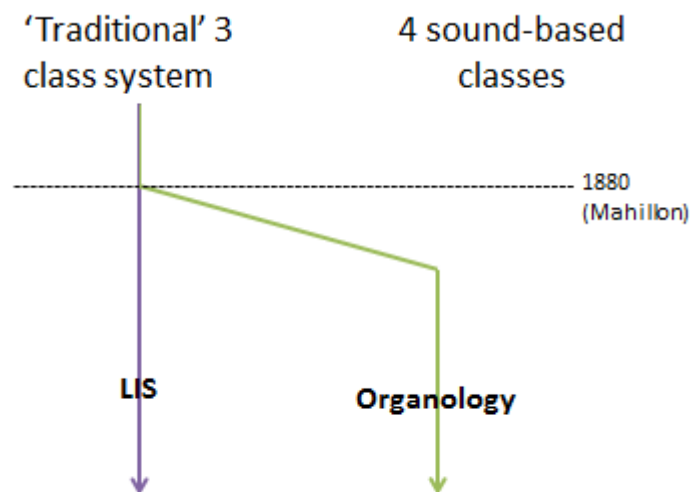 ‘Traditional’ 3
class system
4 sound-based
classes
1880
(Mahillon)
LIS
Organology